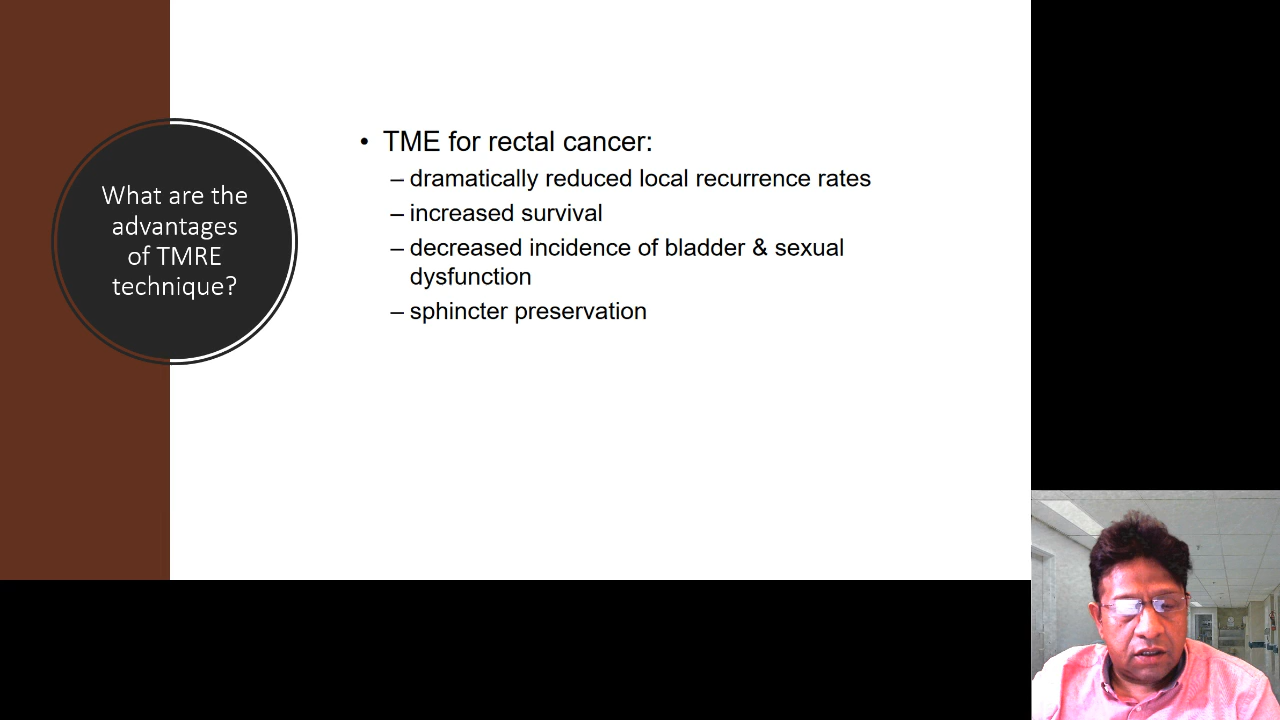 What are the
advantages
of TMRE
technique?
• TME for rectal cancer:
– dramatically reduced local recurrence rates
– increased survival
– decreased incidence of bladder & sexual
dysfunction
– sphincter preservation